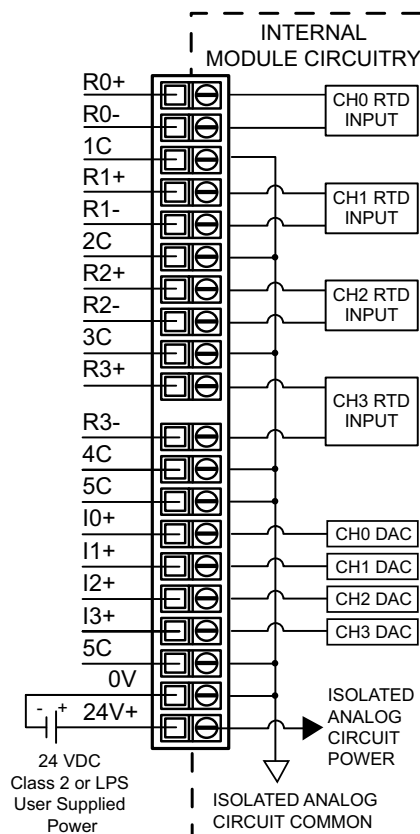 INTERNAL
MODULE CIRCUITRY
R0+
R0-
1C
R1+
R1-
2C
R2+
R2-
3C
R3+
R3-
4C
5C
I0+
I1+
I2+
I3+
5C
0V
24V+
- +
24 VDC
Class 2 or LPS
User Supplied
Power
CH0 RTD
INPUT
CH1 RTD
INPUT
CH2 RTD
INPUT
CH3 RTD
INPUT
CH0 DAC
CH1 DAC
CH2 DAC
CH3 DAC
ISOLATED
ANALOG
CIRCUIT
POWER
ISOLATED ANALOG
CIRCUIT COMMON